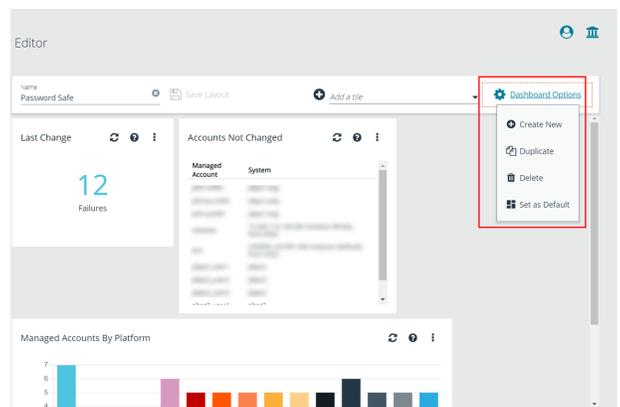 Editor
Name
Password Safe
Save Layout
Add a tile
Dashboard Options
Create New
Duplicate
Delete
Set as Default
Last Change
12
Failures
Accounts Not Changed
Managed Account
System
Managed Accounts By Platform
7
6
5
4